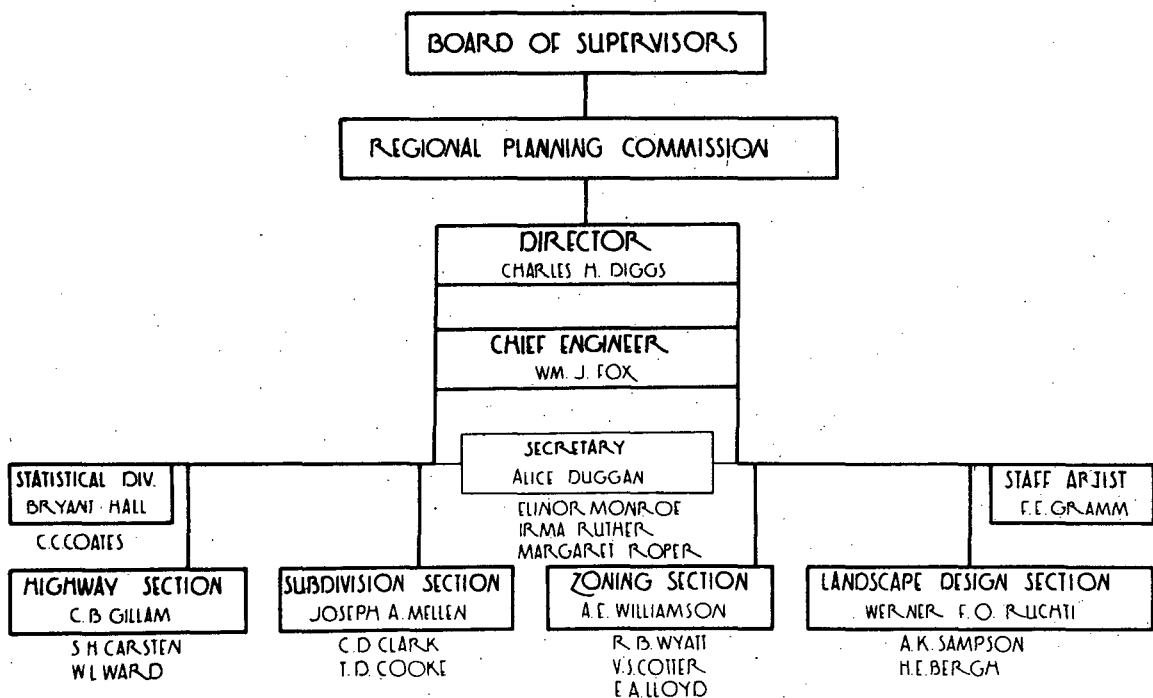 BOARD OF SUPERVISORS
REGIONAL PLANNING COMMISSION
DIRECTOR
CHARLES H. DIGGS
CHIEF ENGINEER
WM. J. FOX
SECRETARY
ALICE DUGGAN
ELINOR MONROE
IRMA RUTHER
MARGARET ROPER
STATISTICAL DIV.
BRYANT HALL
C.C.COATES
STAFF ARTIST
F.E.GRAMM
HIGHWAY SECTION
C.B GILLAM
S H CARSTEN
W L WARD
SUBDIVISION SECTION
JOSEPH A. MELLEN
C.D CLARK
T.D. COOKE
ZONING SECTION
A.E. WILLIAMSON
R B. WYATT
V.S.COTTER
E A.LLOYD
LANDSCAPE DESIGN SECTION
WERNER F.O. RUCHTI
A.K. SAMPSON
H.E.BERGH